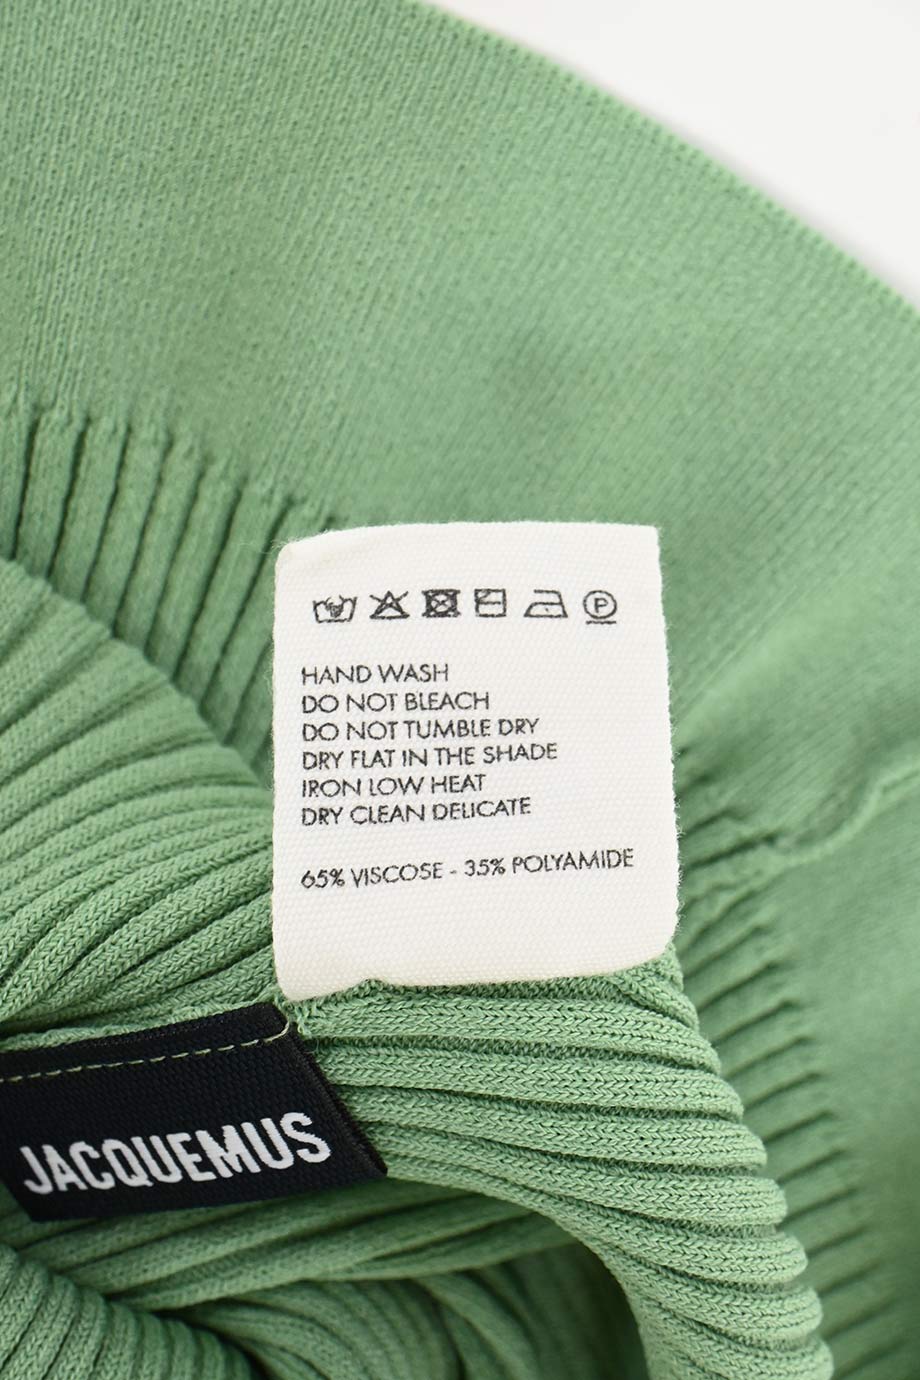 P
HAND WASH
DO NOT BLEACH
DO NOT TUMBLE DRY
DRY FLAT IN THE SHADE
IRON LOW HEAT
DRY CLEAN DELICATE
65% VISCOSE - 35% POLYAMIDE
JACQUEMUS